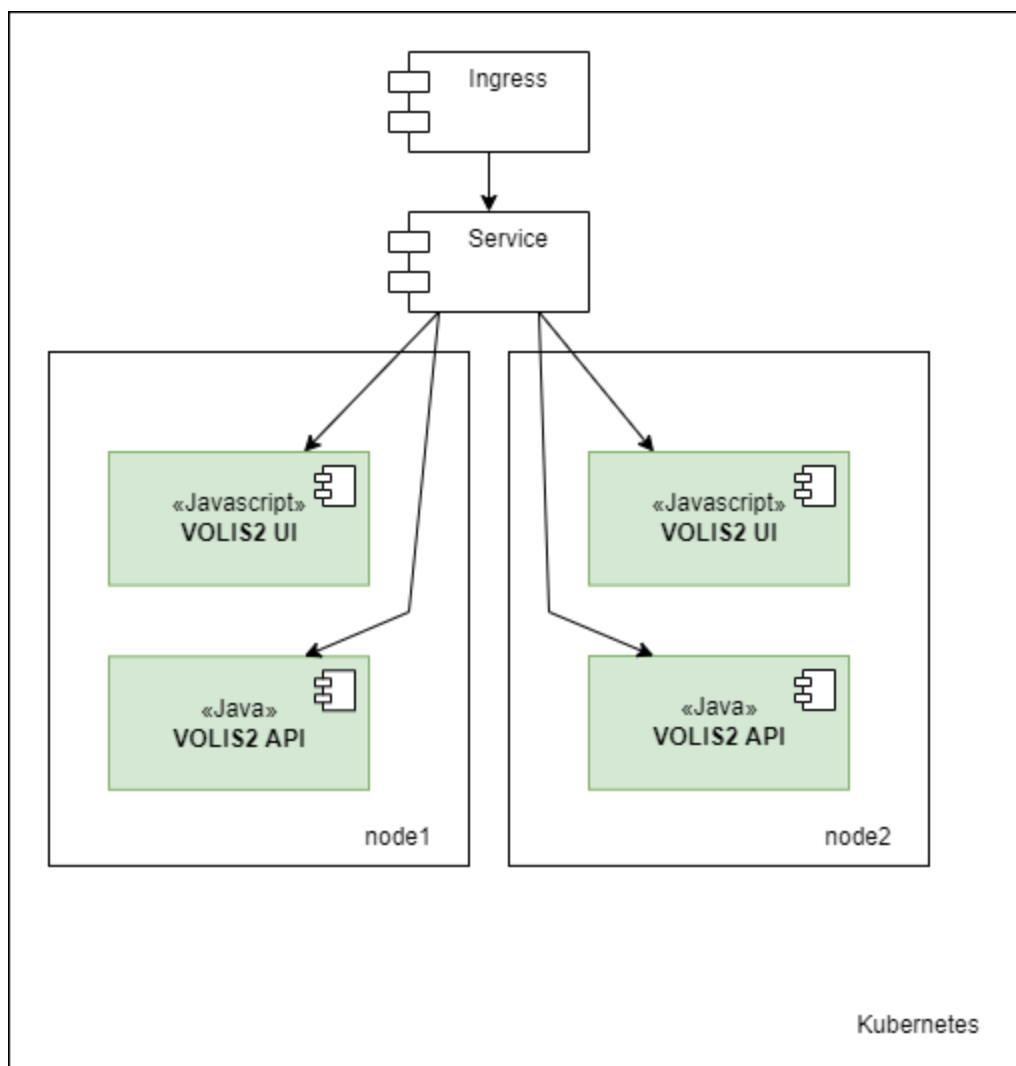 Ingress
Service
«Javascript»
VOLIS2 UI
«Javascript»
VOLIS2 UI
«Java»
VOLIS2 API
«Java»
VOLIS2 API
node1
node2
Kubernetes